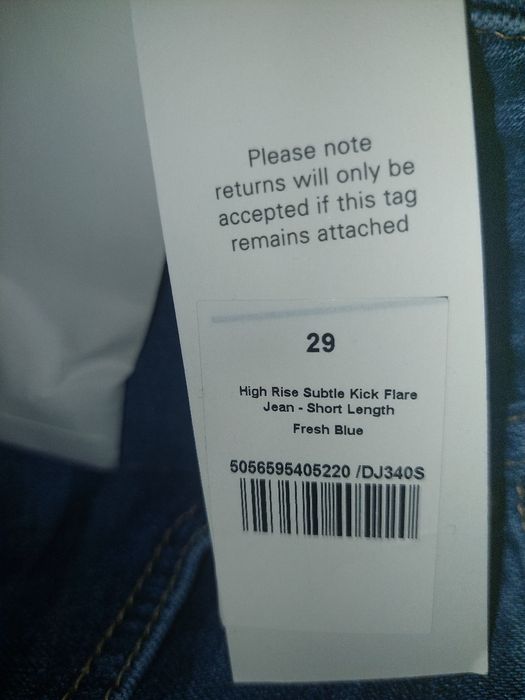 Please note
returns will only be
accepted if this tag
remains attached
29
High Rise Subtle Kick Flare
Jean - Short Length
Fresh Blue
5056595405220 /DJ340S